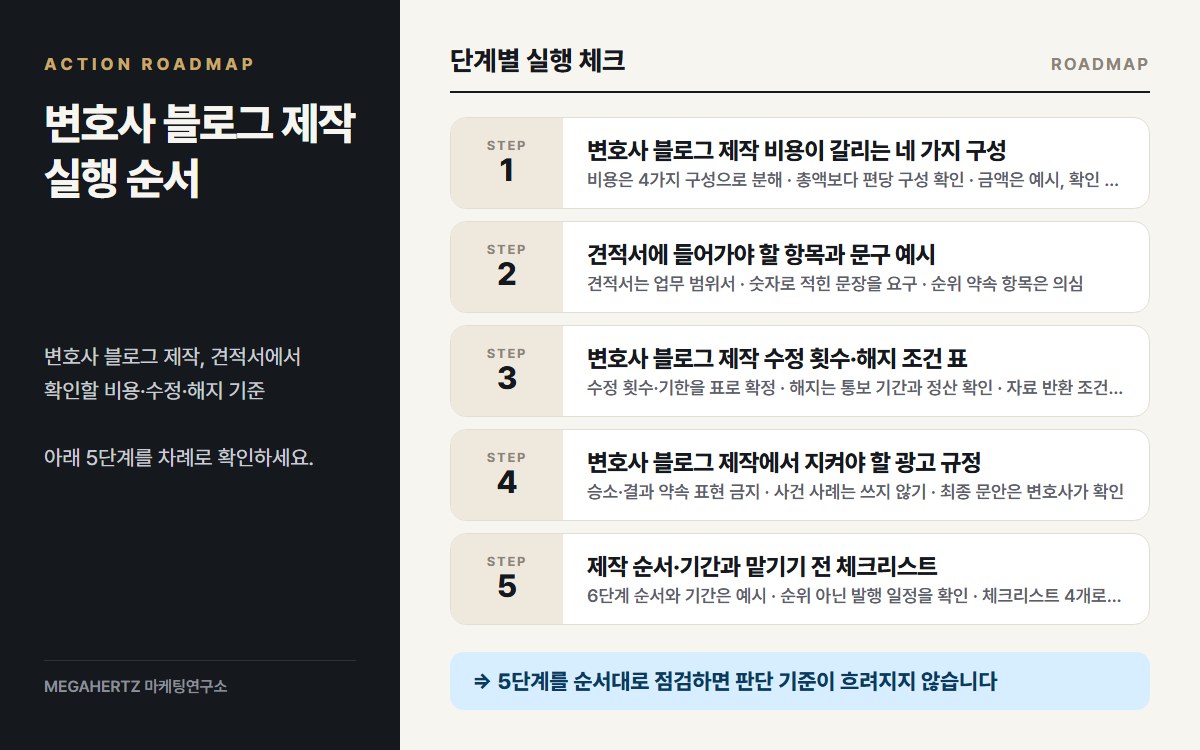 ACTION ROADMAP
변호사 블로그 제작
실행 순서
변호사 블로그 제작, 견적서에서
확인할 비용·수정·해지 기준
아래 5단계를 차례로 확인하세요.
MEGAHERTZ 마케팅연구소
단계별 실행 체크
ROADMAP
STEP
1
변호사 블로그 제작 비용이 갈리는 네 가지 구성
비용은 4가지 구성으로 분해 · 총액보다 편당 구성 확인 · 금액은 예시, 확인 ...
STEP
2
견적서에 들어가야 할 항목과 문구 예시
견적서는 업무 범위서 · 숫자로 적힌 문장을 요구 · 순위 약속 항목은 의심
STEP
3
변호사 블로그 제작 수정 횟수·해지 조건 표
수정 횟수·기한을 표로 확정 · 해지는 통보 기간과 정산 확인 · 자료 반환 조건...
STEP
4
변호사 블로그 제작에서 지켜야 할 광고 규정
승소·결과 약속 표현 금지 · 사건 사례는 쓰지 않기 · 최종 문안은 변호사가 확인
STEP
5
제작 순서·기간과 맡기기 전 체크리스트
6단계 순서와 기간은 예시 · 순위 아닌 발행 일정을 확인 · 체크리스트 4개로...
⇒ 5단계를 순서대로 점검하면 판단 기준이 흐려지지 않습니다